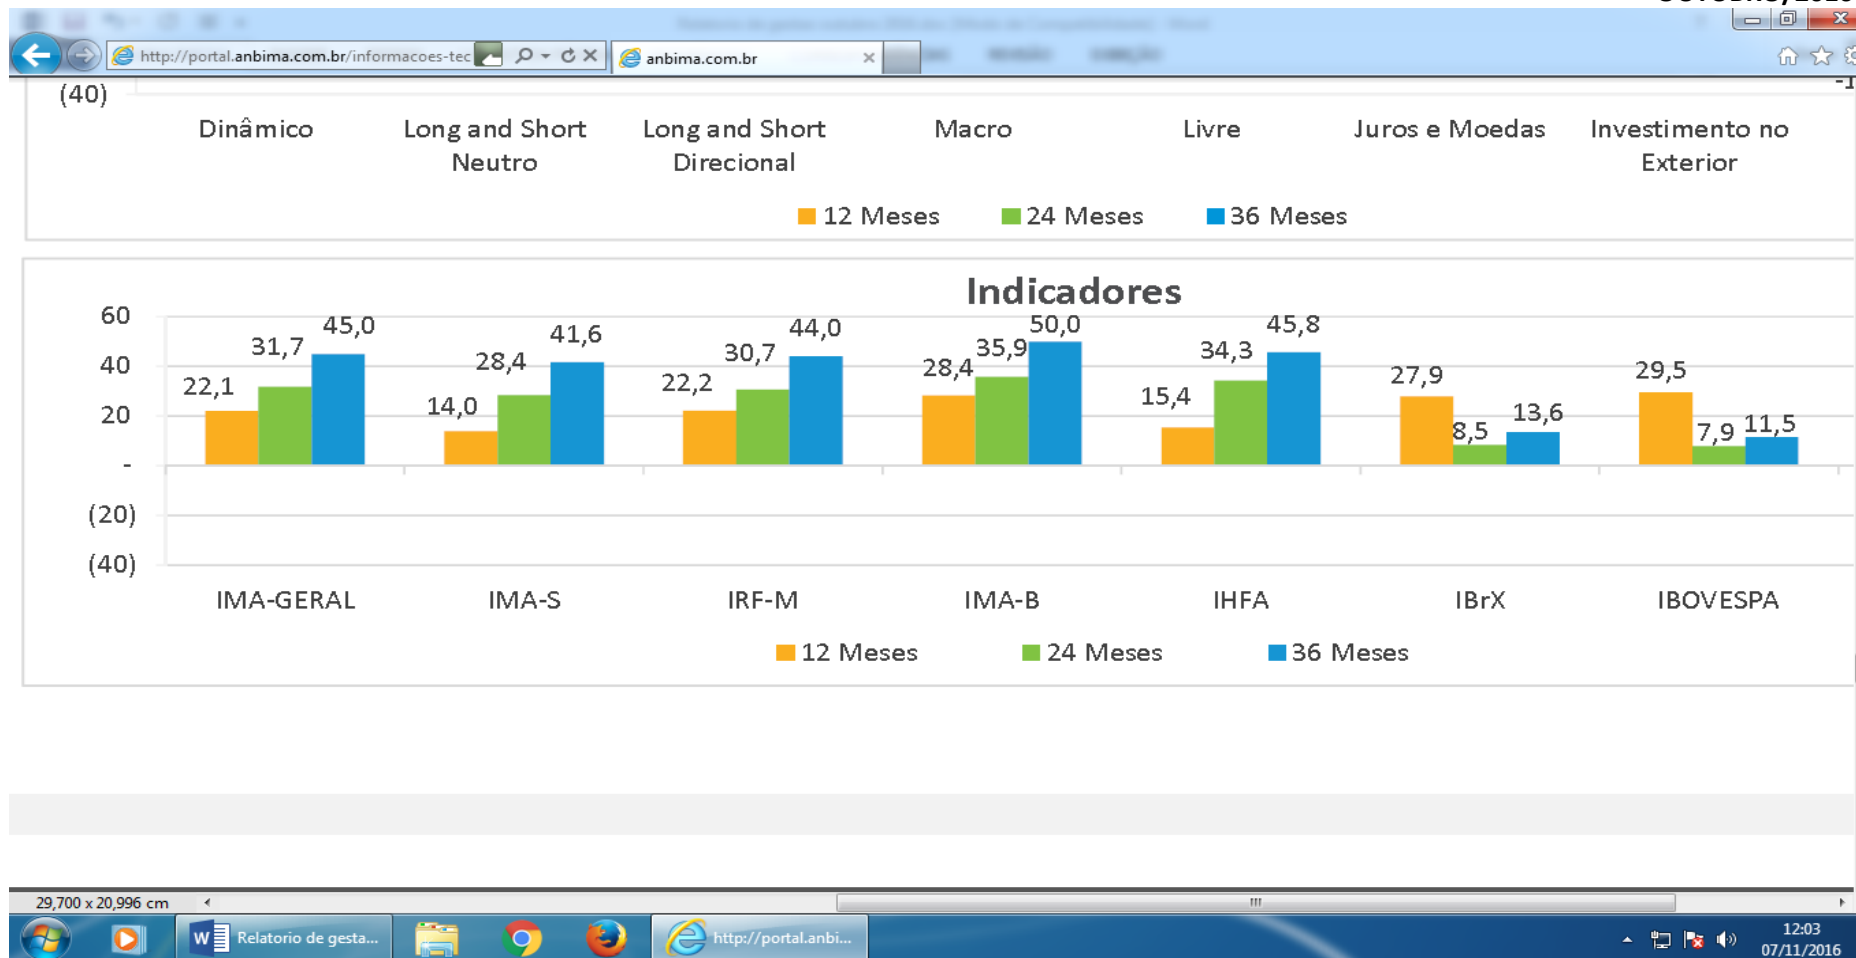 http://portal.anbima.com.br/informacoes-tec
anbima.com.br
(40)
Dinâmico
Long and Short Neutro
Long and Short Direcional
Macro
Livre
Juros e Moedas
Investimento no Exterior
12 Meses 24 Meses 36 Meses
Indicadores
60
40
20
-
(20)
(40)
22,1 31,7 45,0
14,0 28,4 41,6
22,2 30,7 44,0
28,4 35,9 50,0
15,4 34,3 45,8
27,9 8,5 13,6
29,5 7,9 11,5
IMA-GERAL IMA-S IRF-M IMA-B IHFA IBrX IBOVESPA
12 Meses 24 Meses 36 Meses
29,700 x 20,996 cm
Relatorio de gesta...
http://portal.anbi...
12:03
07/11/2016